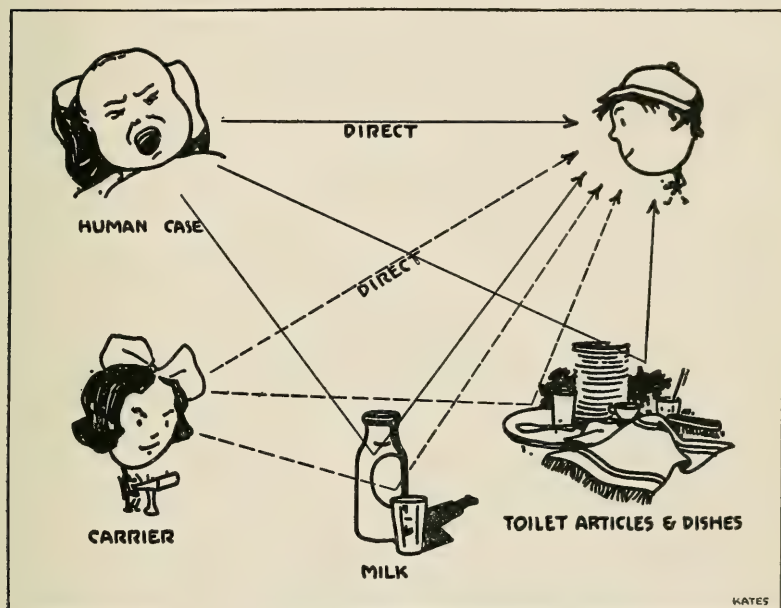 DIRECT
HUMAN CASE
DIRECT
CARRIER
MILK
TOILET ARTICLES & DISHES
KATES